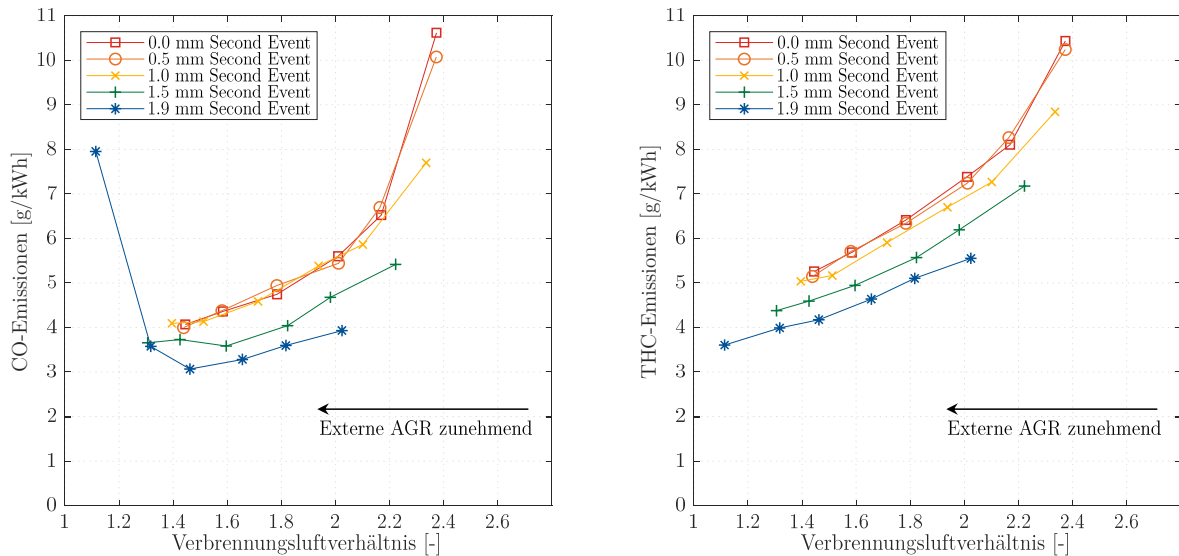 11
10
9
8
7
6
5
4
3
2
1
0
CO-Emissionen [g/kWh]
0.0 mm Second Event
0.5 mm Second Event
1.0 mm Second Event
1.5 mm Second Event
1.9 mm Second Event
Externe AGR zunehmend
1 1.2 1.4 1.6 1.8 2 2.2 2.4 2.6
Verbrennungsluftverhältnis [-]
11
10
9
8
7
6
5
4
3
2
1
0
THC-Emissionen [g/kWh]
0.0 mm Second Event
0.5 mm Second Event
1.0 mm Second Event
1.5 mm Second Event
1.9 mm Second Event
Externe AGR zunehmend
1 1.2 1.4 1.6 1.8 2 2.2 2.4 2.6
Verbrennungsluftverhältnis [-]